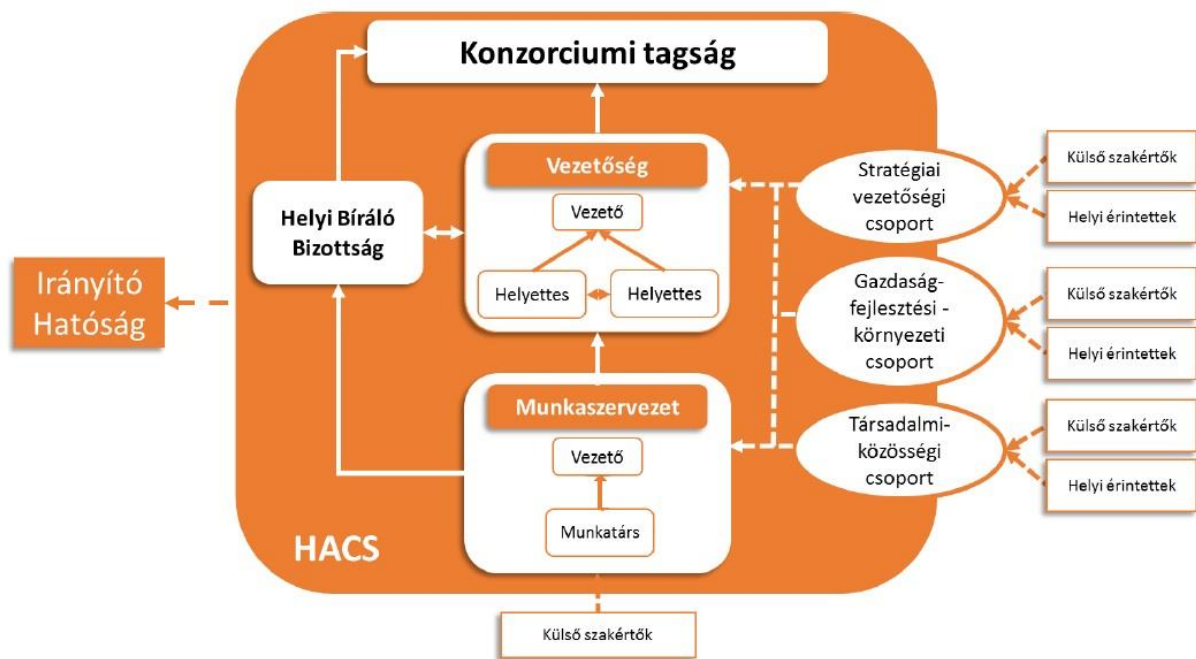 Konzorciumi tagság
Vezetőség
Vezető
Helyettes
Helyettes
Helyi Bíráló
Bizottság
Irányító
Hatóság
Munkaszervezet
Vezető
Munkatárs
HACS
Külső szakértők
Stratégiai
vezetőségi
csoport
Külső szakértők
Helyi érintettek
Gazdaság-
fejlesztési -
környezeti
csoport
Külső szakértők
Helyi érintettek
Társadalmi-
közösségi
csoport
Külső szakértők
Helyi érintettek